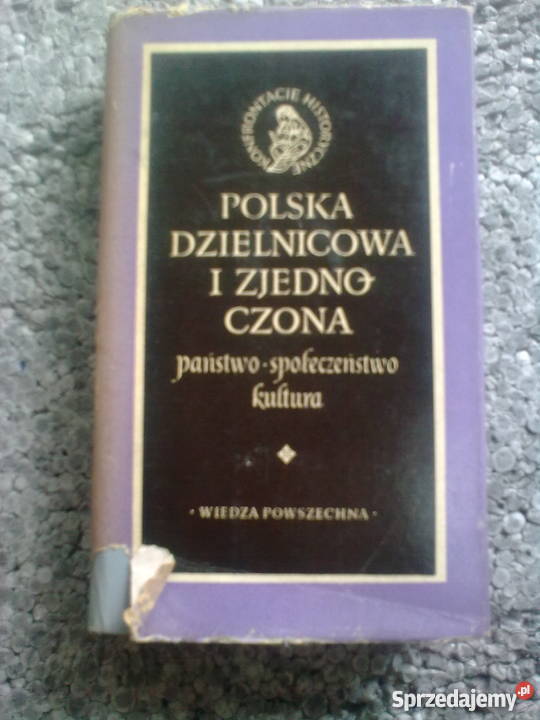 KONFRONTACJE HISTORYCZNE
POLSKA
DZIELNICOWA
I ZJEDNO-
CZONA
państwo·społeczeństwo
kultura
· WIEDZA POWSZECHNA ·
Sprzedajemy.pl